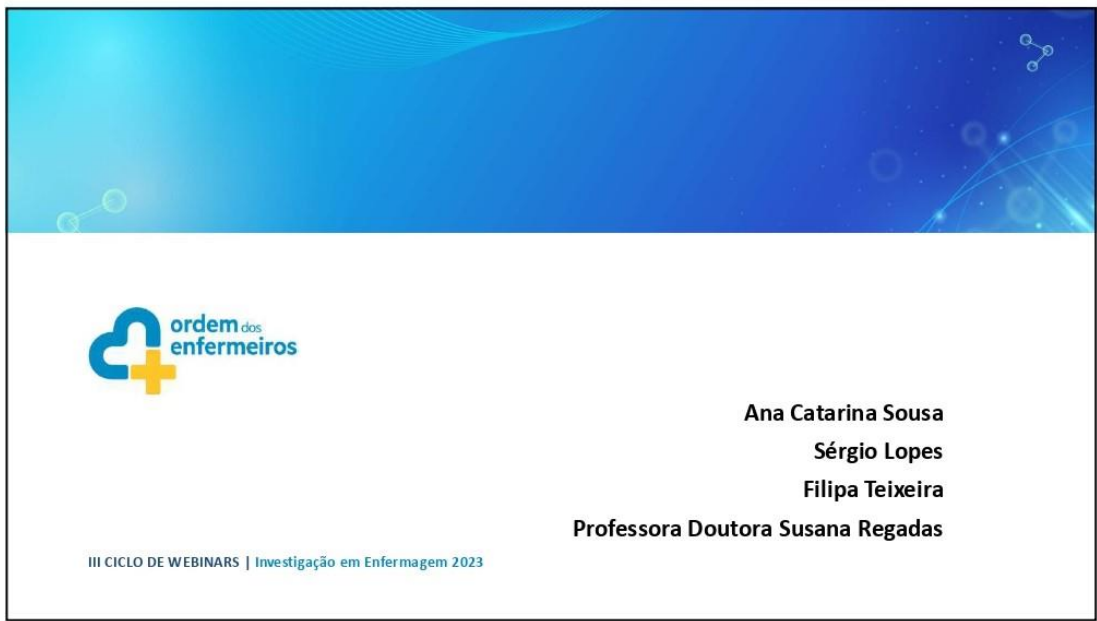 ordem dos
enfermeiros
Ana Catarina Sousa
Sérgio Lopes
Filipa Teixeira
Professora Doutora Susana Regadas
III CICLO DE WEBINARS | Investigação em Enfermagem 2023